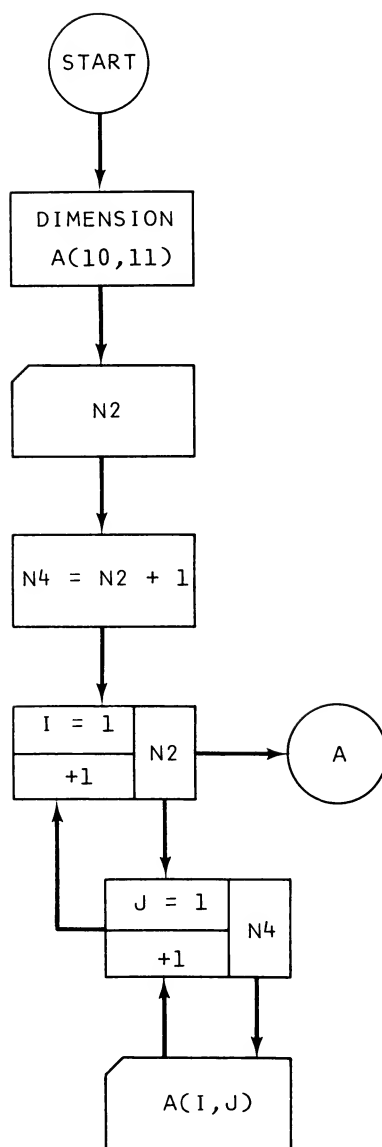 START
DIMENSION
A(10,11)
N2
N4 = N2 + 1
I = 1
N2
+1
A
J = 1
N4
+1
A(I,J)